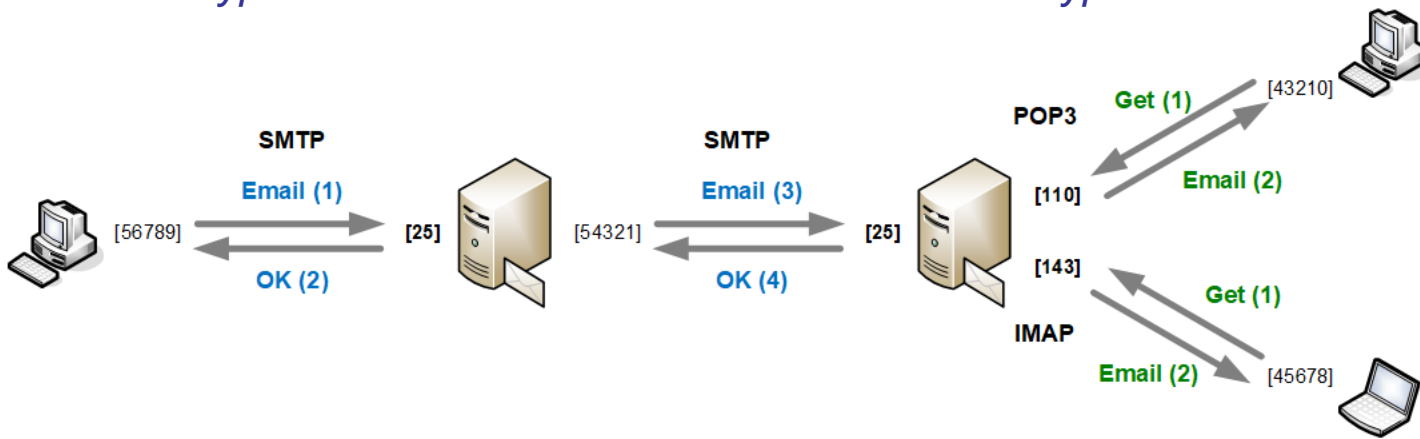 SMTP
Email (1)
[56789]
[25]
OK (2)
SMTP
Email (3)
[54321]
[25]
OK (4)
POP3
Get (1)
[43210]
Email (2)
[110]
[143]
Get (1)
IMAP
Email (2)
[45678]